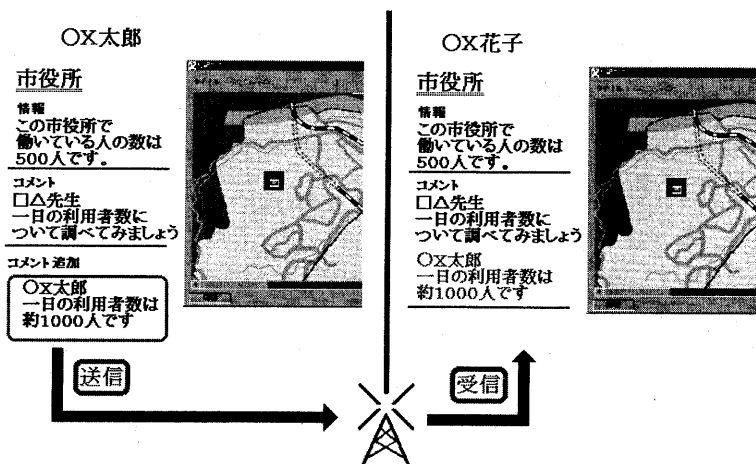 ○X太郎
市役所
情報
この市役所で
働いている人の数は
500人です。
コメント
□△先生
一日の利用者数に
ついて調べてみましょう
コメント追加
○X太郎
一日の利用者数は
約1000人です
送信
○X花子
市役所
情報
この市役所で
働いている人の数は
500人です。
コメント
□△先生
一日の利用者数に
ついて調べてみましょう
○X太郎
一日の利用者数は
約1000人です
受信